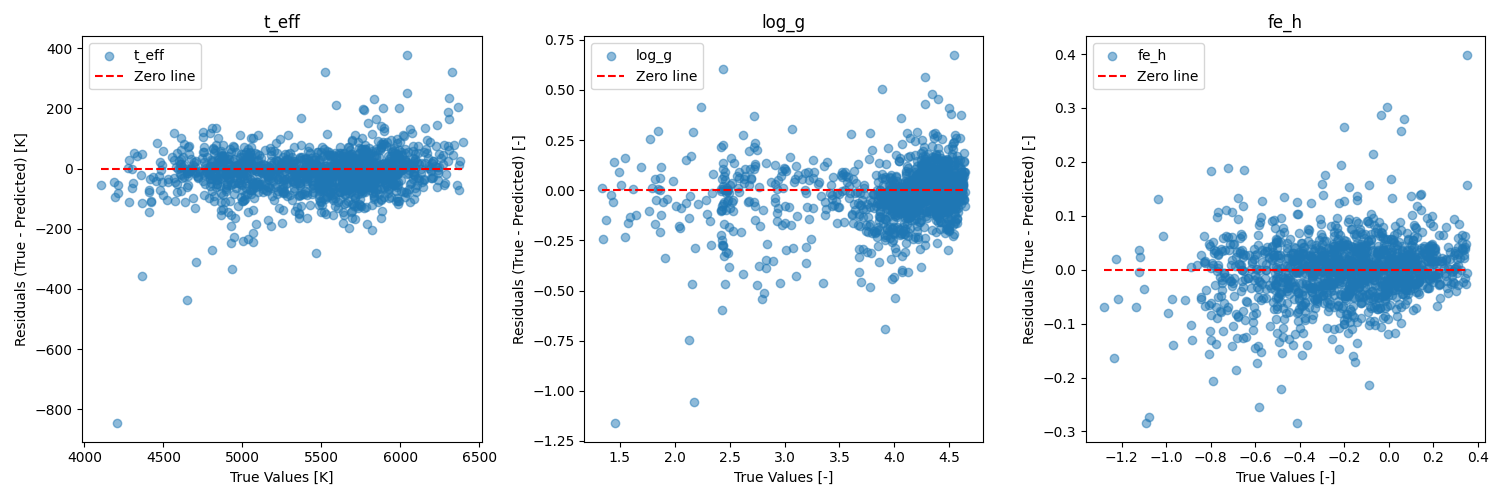 t_eff
t_eff
Zero line
400
200
0
−200
−400
−600
−800
Residuals (True - Predicted) [K]
4000 4500 5000 5500 6000 6500
True Values [K]
log_g
log_g
Zero line
0.75
0.50
0.25
0.00
−0.25
−0.50
−0.75
−1.00
−1.25
Residuals (True - Predicted) [-]
1.5 2.0 2.5 3.0 3.5 4.0 4.5
True Values [-]
fe_h
fe_h
Zero line
0.4
0.3
0.2
0.1
0.0
−0.1
−0.2
−0.3
Residuals (True - Predicted) [-]
−1.2 −1.0 −0.8 −0.6 −0.4 −0.2 0.0 0.2 0.4
True Values [-]